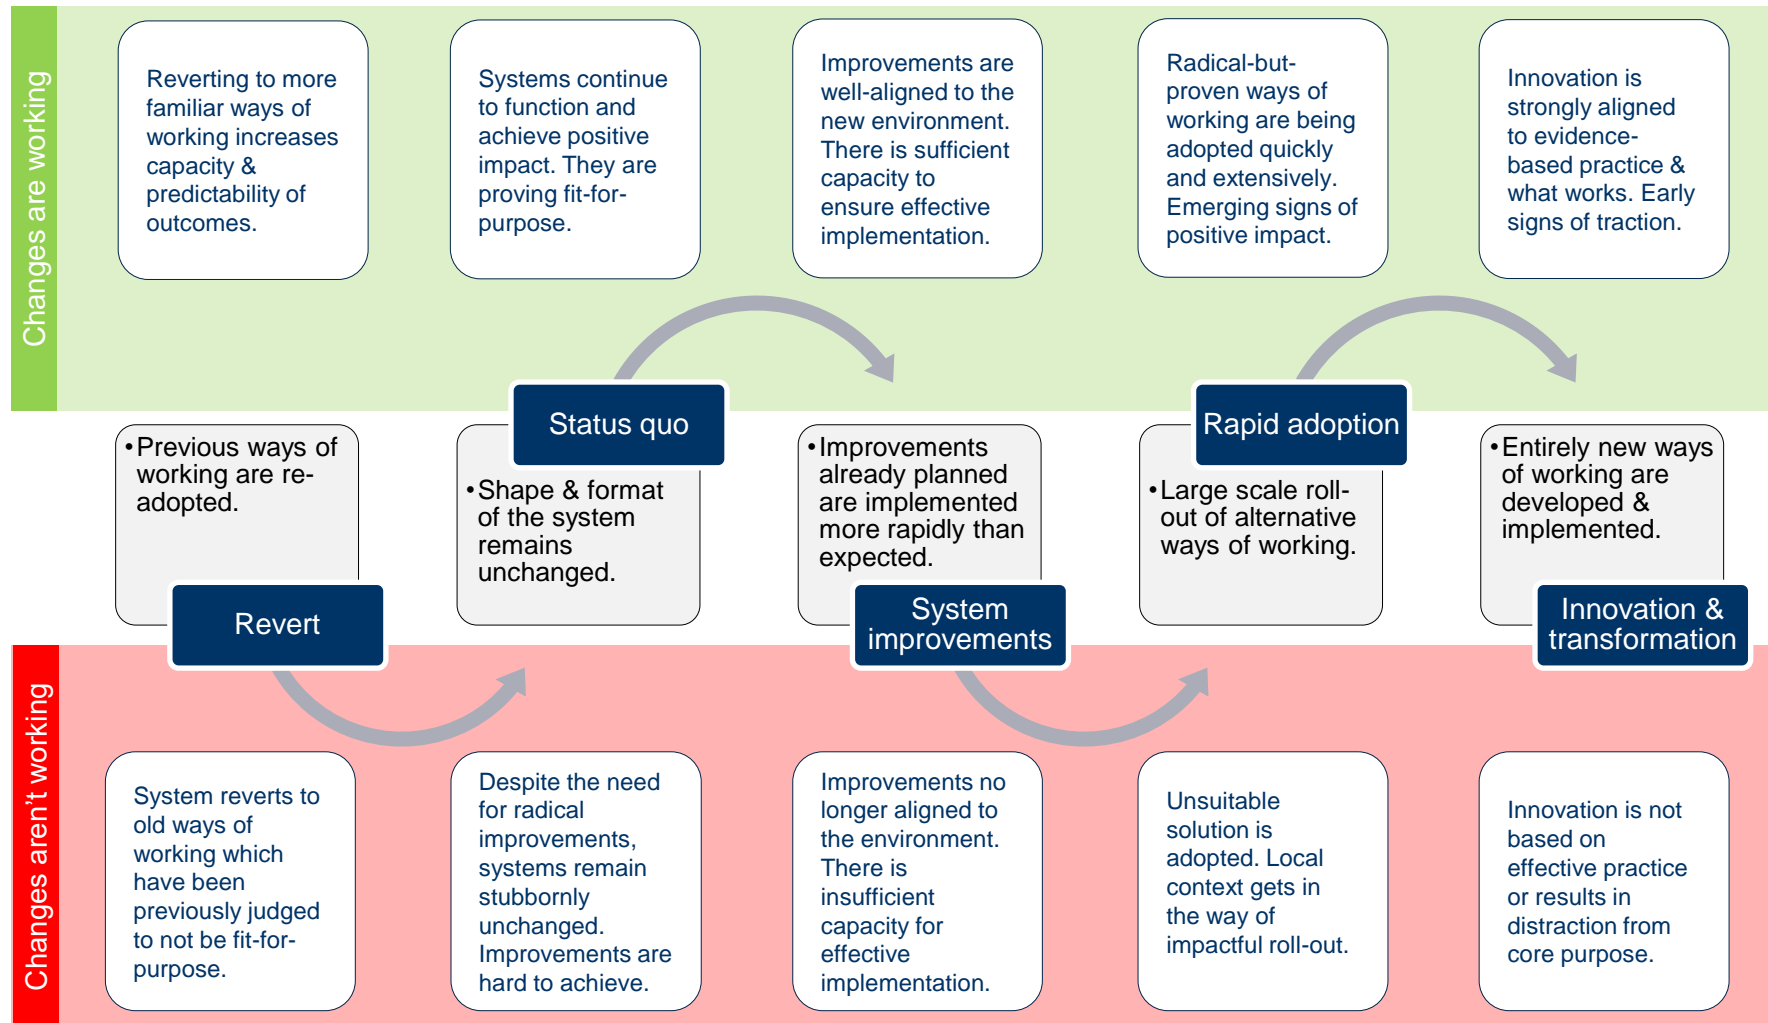 Changes are working
Reverting to more
familiar ways of
working increases
capacity &
predictability of
outcomes.
Systems continue
to function and
achieve positive
impact. They are
proving fit-for-
purpose.
Improvements are
well-aligned to the
new environment.
There is sufficient
capacity to
ensure effective
implementation.
Radical-but-
proven ways of
working are being
adopted quickly
and extensively.
Emerging signs of
positive impact.
Innovation is
strongly aligned
to evidence-
based practice &
what works. Early
signs of traction.
•Previous ways of
working are re-
adopted.
Revert
Status quo
•Shape & format
of the system
remains
unchanged.
•Improvements
already planned
are implemented
more rapidly than
expected.
System
improvements
Rapid adoption
•Large scale roll-
out of alternative
ways of working.
•Entirely new ways
of working are
developed &
implemented.
Innovation &
transformation
Changes aren't working
System reverts to
old ways of
working which
have been
previously judged
to not be fit-for-
purpose.
Despite the need
for radical
improvements,
systems remain
stubbornly
unchanged.
Improvements are
hard to achieve.
Improvements no
longer aligned to
the environment.
There is
insufficient
capacity for
effective
implementation.
Unsuitable
solution is
adopted. Local
context gets in
the way of
impactful roll-out.
Innovation is not
based on
effective practice
or results in
distraction from
core purpose.